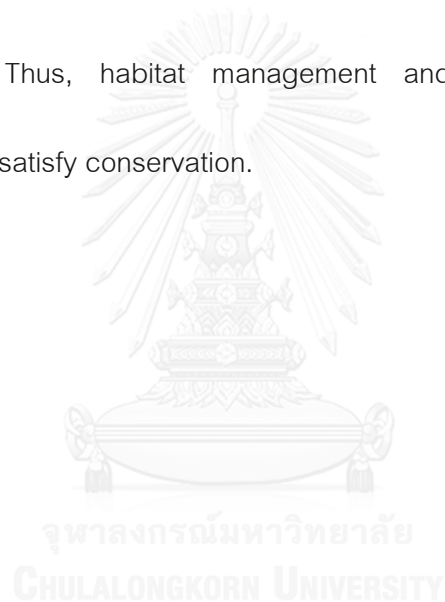 Thus, habitat management and
satisfy conservation.
จุฬาลงกรณ์มหาวิทยาลัย
CHULALONGKORN UNIVERSITY